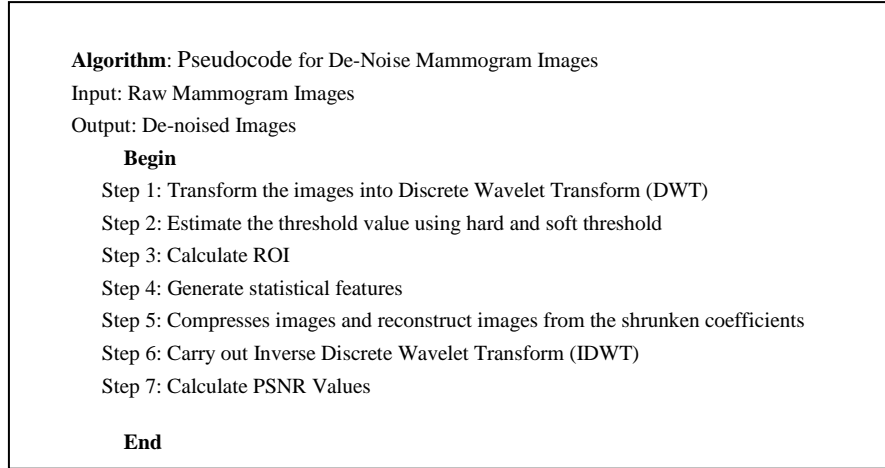 Algorithm: Pseudocode for De-Noise Mammogram Images
Input: Raw Mammogram Images
Output: De-noised Images
Begin
Step 1: Transform the images into Discrete Wavelet Transform (DWT)
Step 2: Estimate the threshold value using hard and soft threshold
Step 3: Calculate ROI
Step 4: Generate statistical features
Step 5: Compresses images and reconstruct images from the shrunken coefficients
Step 6: Carry out Inverse Discrete Wavelet Transform (IDWT)
Step 7: Calculate PSNR Values
End